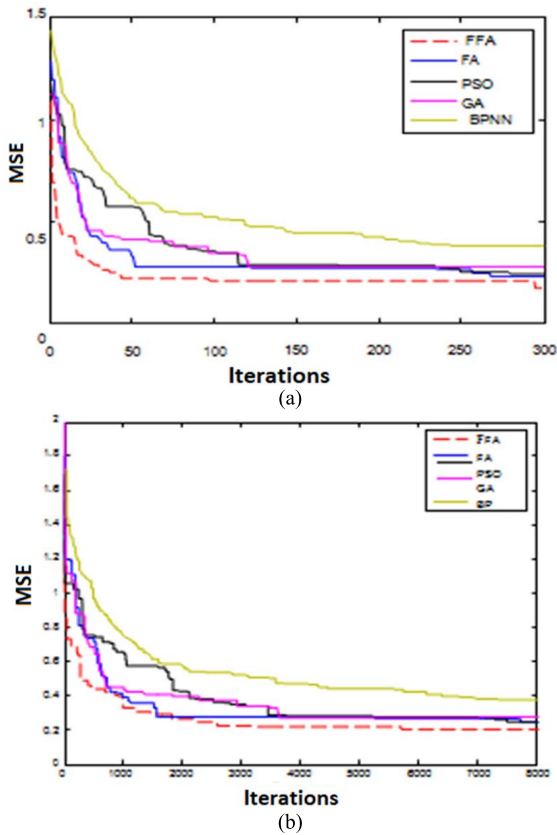 1.5
FFA
FA
PSO
GA
BPNN
1
MSE
0.5
0
0 50 100 150 200 250 300
Iterations
(a)
2
FFA
FA
PSO
GA
BP
1.8
1.6
1.4
1.2
MSE
1
0.8
0.6
0.4
0.2
0
0 1000 2000 3000 4000 5000 6000 7000 8000
Iterations
(b)